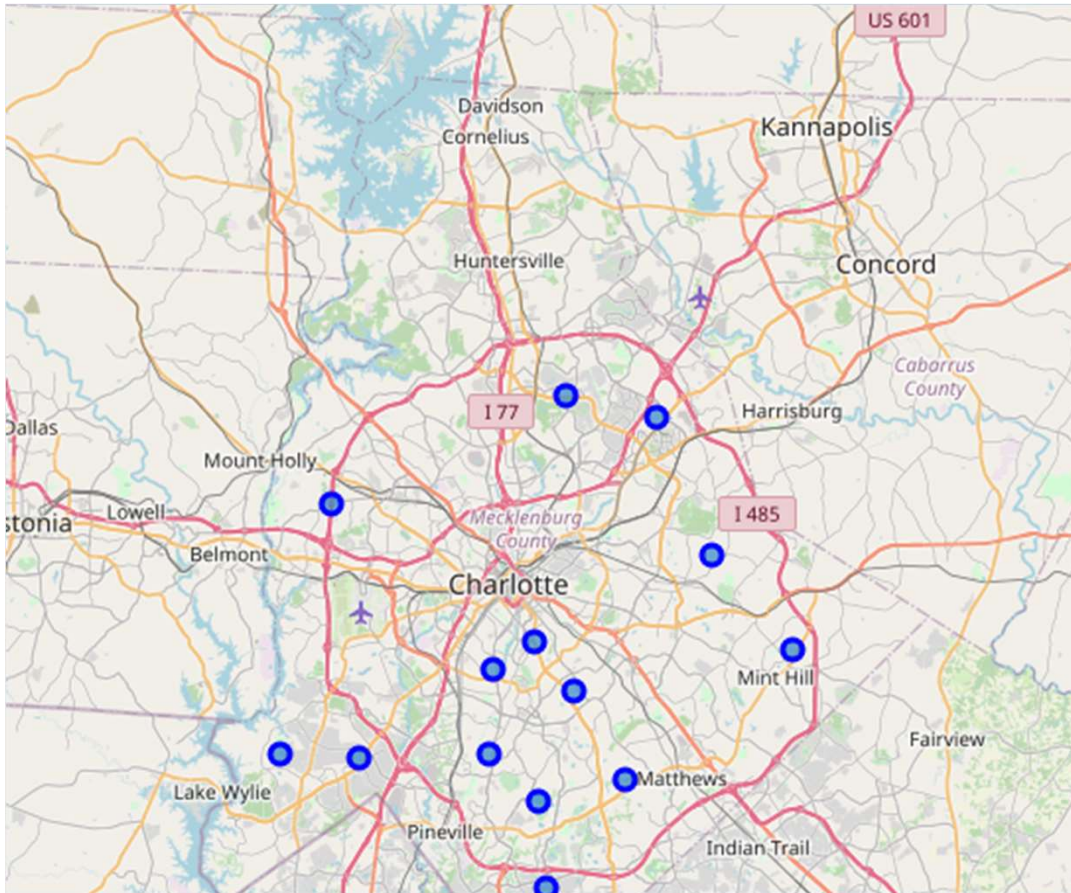 US 601
Davidson
Cornelius
Kannapolis
Huntersville
Concord
Cabarrus
County
I 77
Harrisburg
Dallas
Mount Holly
Lowell
stonia
I 485
Mecklenburg
County
Belmont
Charlotte
Mint Hill
Fairview
Lake Wylie
Matthews
Pineville
Indian Trail